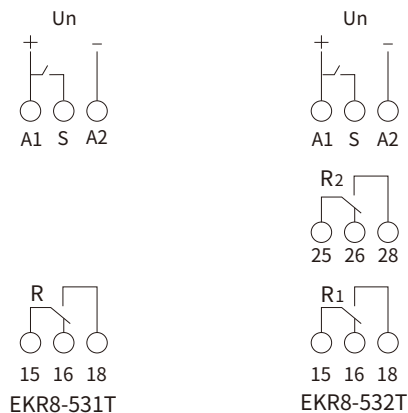 Un
+ −
A1 S A2
R
15 16 18
EKR8-531T
Un
+ −
A1 S A2
R2
25 26 28
R1
15 16 18
EKR8-532T